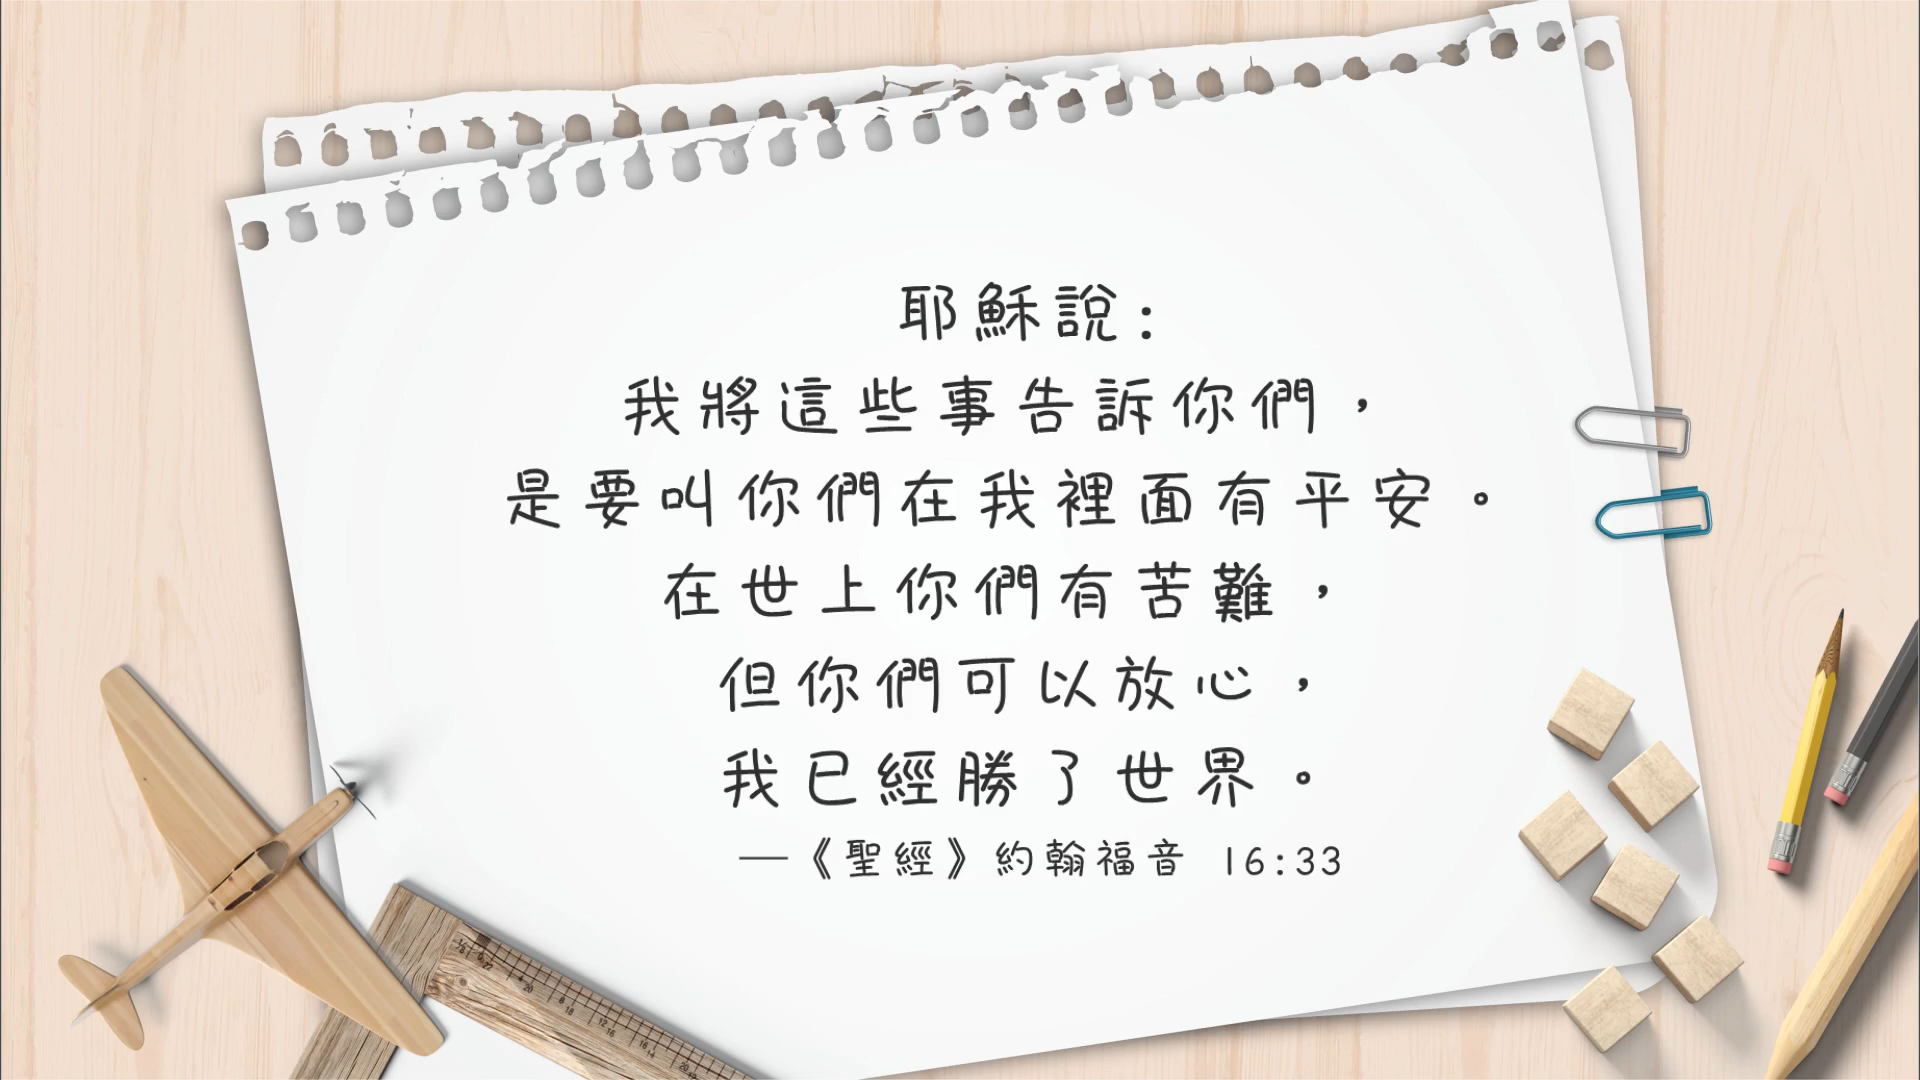 耶穌說:
我將這些事告訴你們，
是要叫你們在我裡面有平安。
在世上你們有苦難，
但你們可以放心，
我已經勝了世界。
—《聖經》約翰福音 16:33